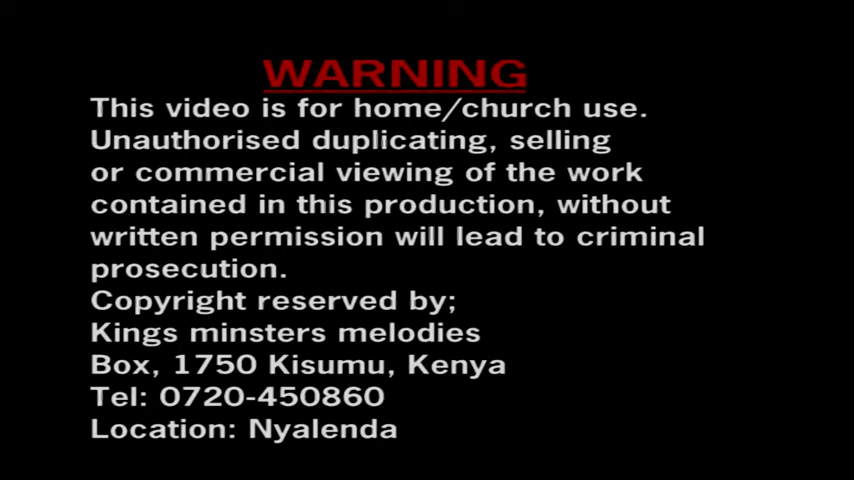 WARNING
This video is for home/church use.
Unauthorised duplicating, selling
or commercial viewing of the work
contained in this production, without
written permission will lead to criminal
prosecution.
Copyright reserved by;
Kings minsters melodies
Box, 1750 Kisumu, Kenya
Tel: 0720-450860
Location: Nyalenda